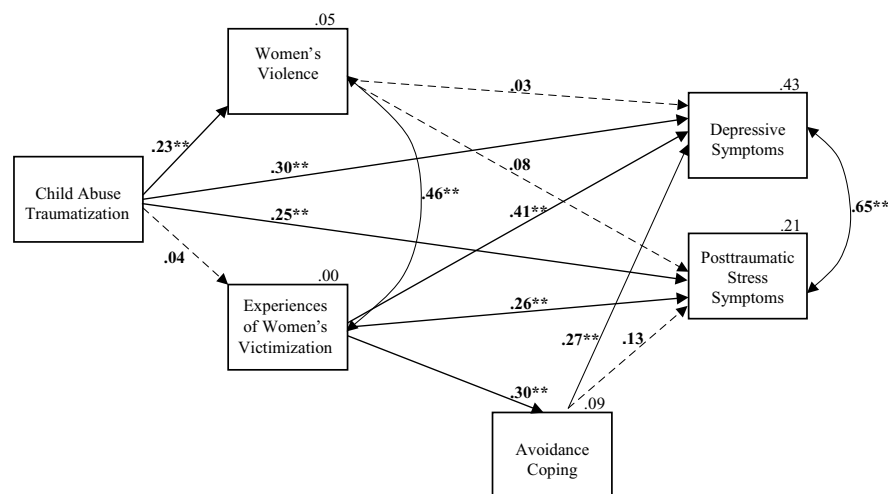 .05
Women's
Violence
.03
.43
Depressive
Symptoms
.23**
.30**
.08
Child Abuse
Traumatization
.46**
.41**
.65**
.25**
.21
.04
.00
Posttraumatic
Stress
Symptoms
Experiences
of Women's
Victimization
.26**
.27**
.13
.30**
.09
Avoidance
Coping